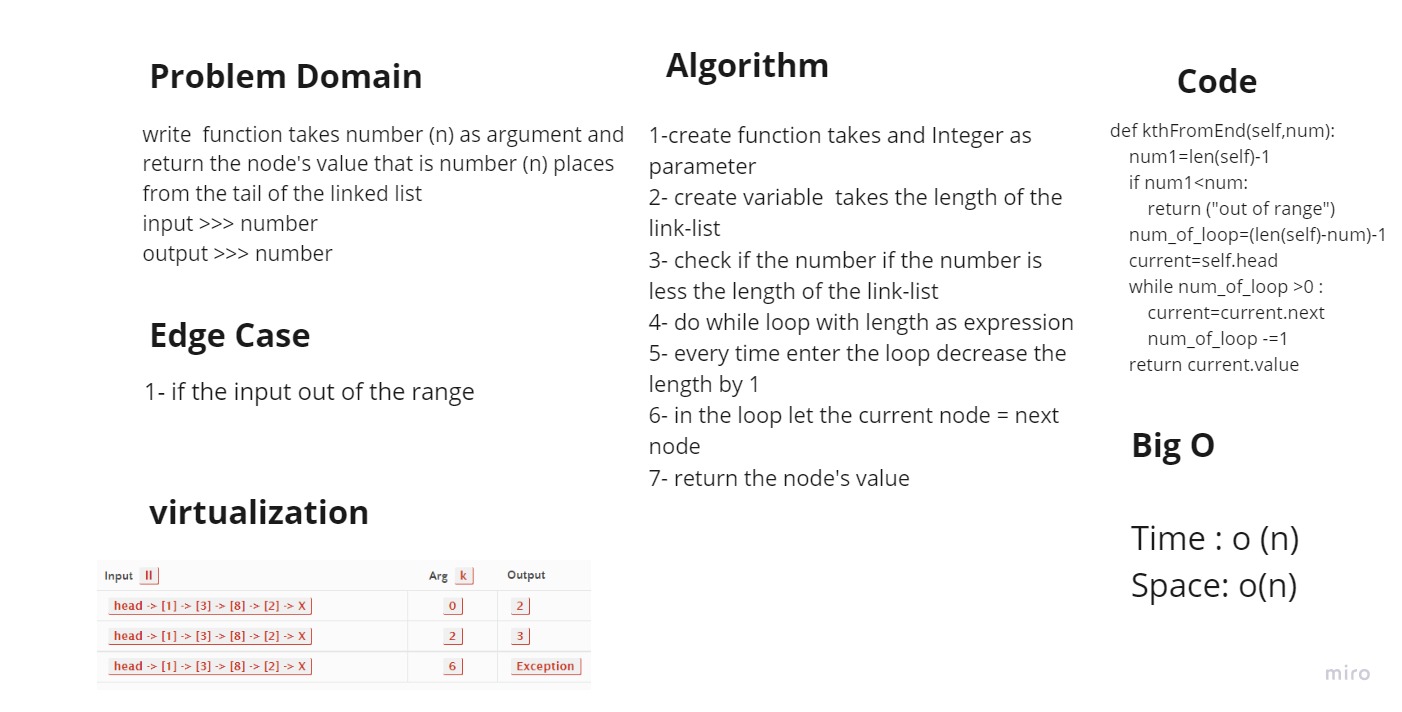 Problem Domain
write  function takes number (n) as argument and
return the node's value that is number (n) places
from the tail of the linked list
input >>> number
output >>> number
Edge Case
1- if the input out of the range
virtualization
Input ll Arg k Output
head -> [1] -> [3] -> [8] -> [2] -> X 0 2
head -> [1] -> [3] -> [8] -> [2] -> X 2 3
head -> [1] -> [3] -> [8] -> [2] -> X 6 Exception
Algorithm
1-create function takes and Integer as
parameter
2- create variable  takes the length of the
link-list
3- check if the number if the number is
less the length of the link-list
4- do while loop with length as expression
5- every time enter the loop decrease the
length by 1
6- in the loop let the current node = next
node
7- return the node's value
Code
def kthFromEnd(self,num):
    num1=len(self)-1
    if num1<num:
        return ("out of range")
    num_of_loop=(len(self)-num)-1
    current=self.head
    while num_of_loop >0 :
        current=current.next
        num_of_loop -=1
    return current.value
Big O
Time : o (n)
Space: o(n)
miro